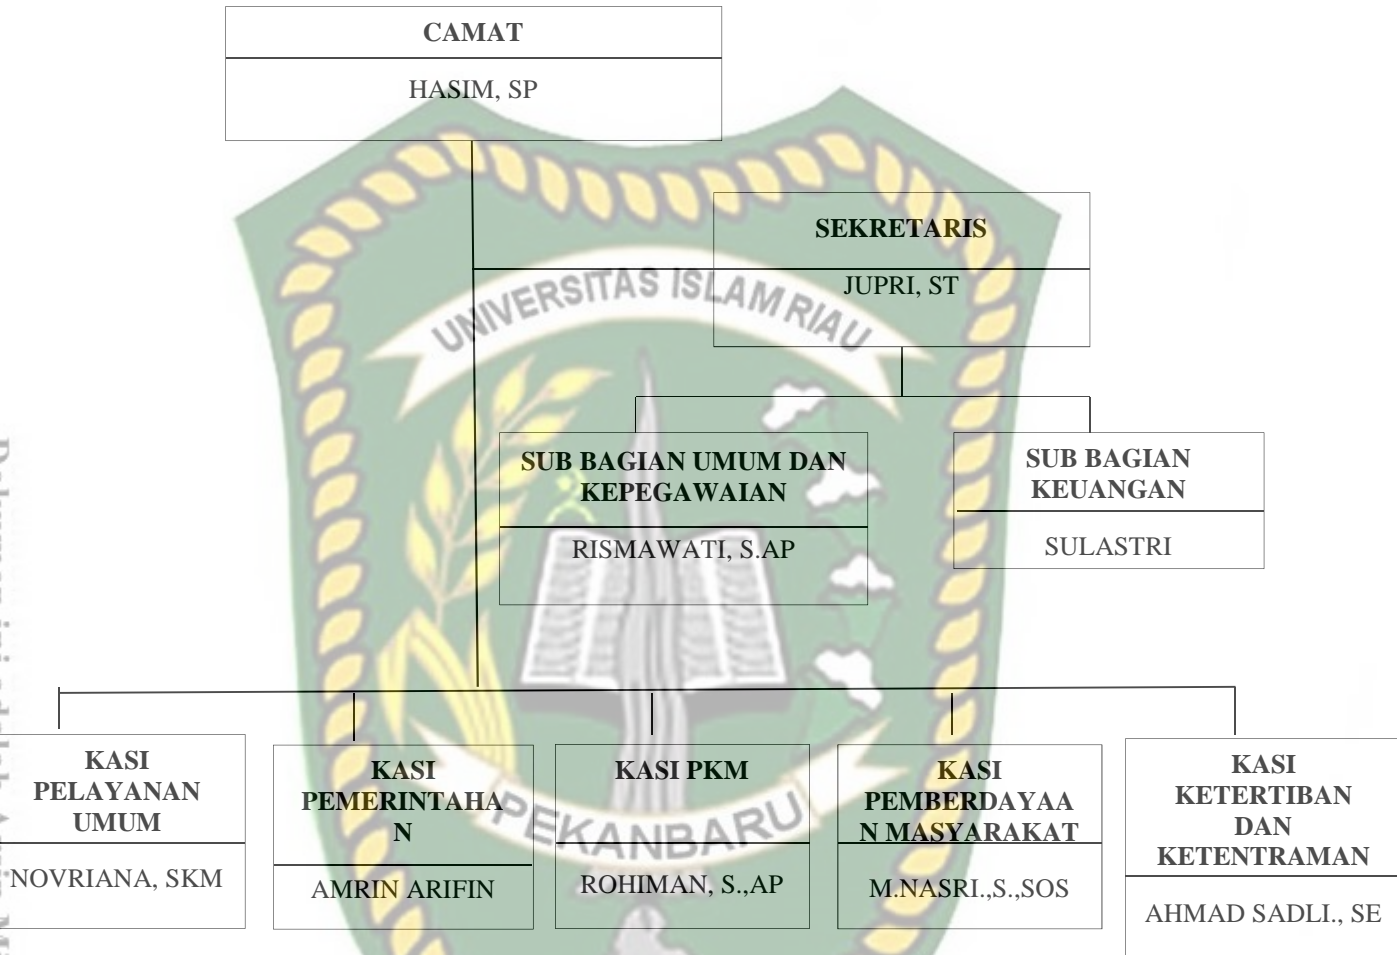 CAMAT
HASIM, SP
SEKRETARIS
JUPRI, ST
UNIVERSITAS ISLAM RIAU
SUB BAGIAN UMUM DAN
KEPEGAWAIAN
RISMAWATI, S.AP
SUB BAGIAN
KEUANGAN
SULASTRI
KASI
PELAYANAN
UMUM
NOVRIANA, SKM
KASI
PEMERINTAHA
N
AMRIN ARIFIN
KASI PKM
ROHIMAN, S.,AP
KASI
PEMBERDAYAA
N MASYARAKAT
M.NASRI.,S.,SOS
KASI
KETERTIBAN
DAN
KETENTRAMAN
AHMAD SADLI., SE
PEKANBARU